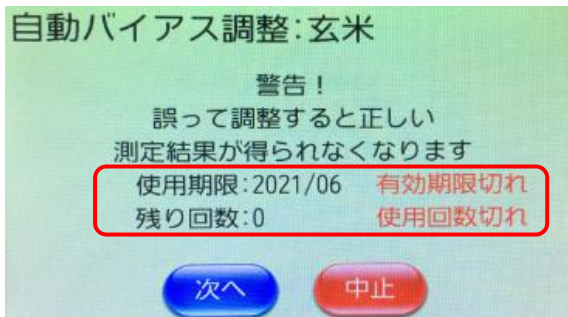 自動バイアス調整:玄米
警告!
誤って調整すると正しい
測定結果が得られなくなります
使用期限:2021/06 有効期限切れ
残り回数:0 使用回数切れ
次へ 中止